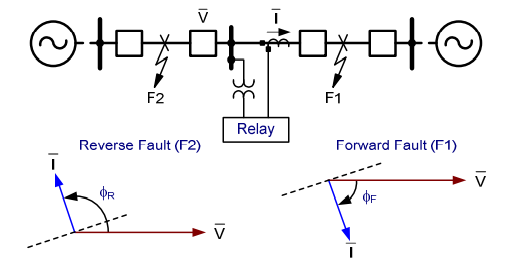 V̅
I̅
F2
F1
Relay
Reverse Fault (F2)
Forward Fault (F1)
I̅
ϕR
V̅
V̅
ϕF
I̅